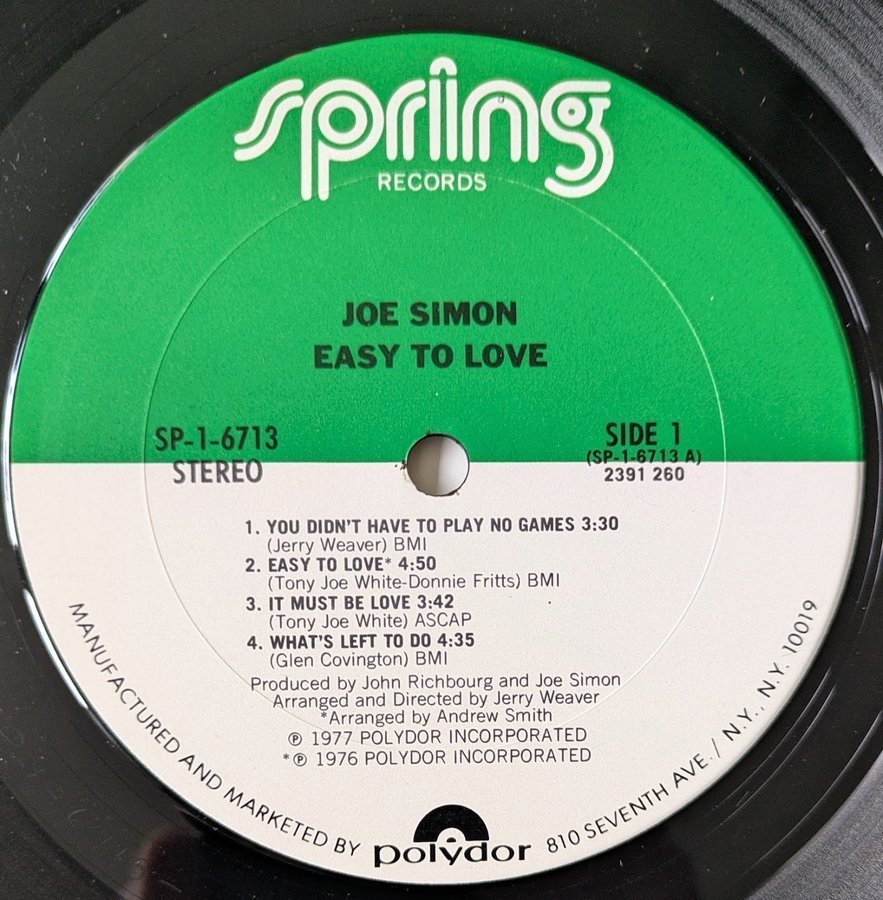 spring
RECORDS
JOE SIMON
EASY TO LOVE
SP-1-6713
STEREO
SIDE 1
(SP-1-6713 A)
2391 260
1. YOU DIDN'T HAVE TO PLAY NO GAMES 3:30
(Jerry Weaver) BMI
2. EASY TO LOVE* 4:50
(Tony Joe White-Donnie Fritts) BMI
3. IT MUST BE LOVE 3:42
(Tony Joe White) ASCAP
4. WHAT'S LEFT TO DO 4:35
(Glen Covington) BMI
Produced by John Richbourg and Joe Simon
Arranged and Directed by Jerry Weaver
*Arranged by Andrew Smith
℗ 1977 POLYDOR INCORPORATED
*℗ 1976 POLYDOR INCORPORATED
MANUFACTURED AND MARKETED BY polydor 810 SEVENTH AVE. / N.Y., N.Y. 10019